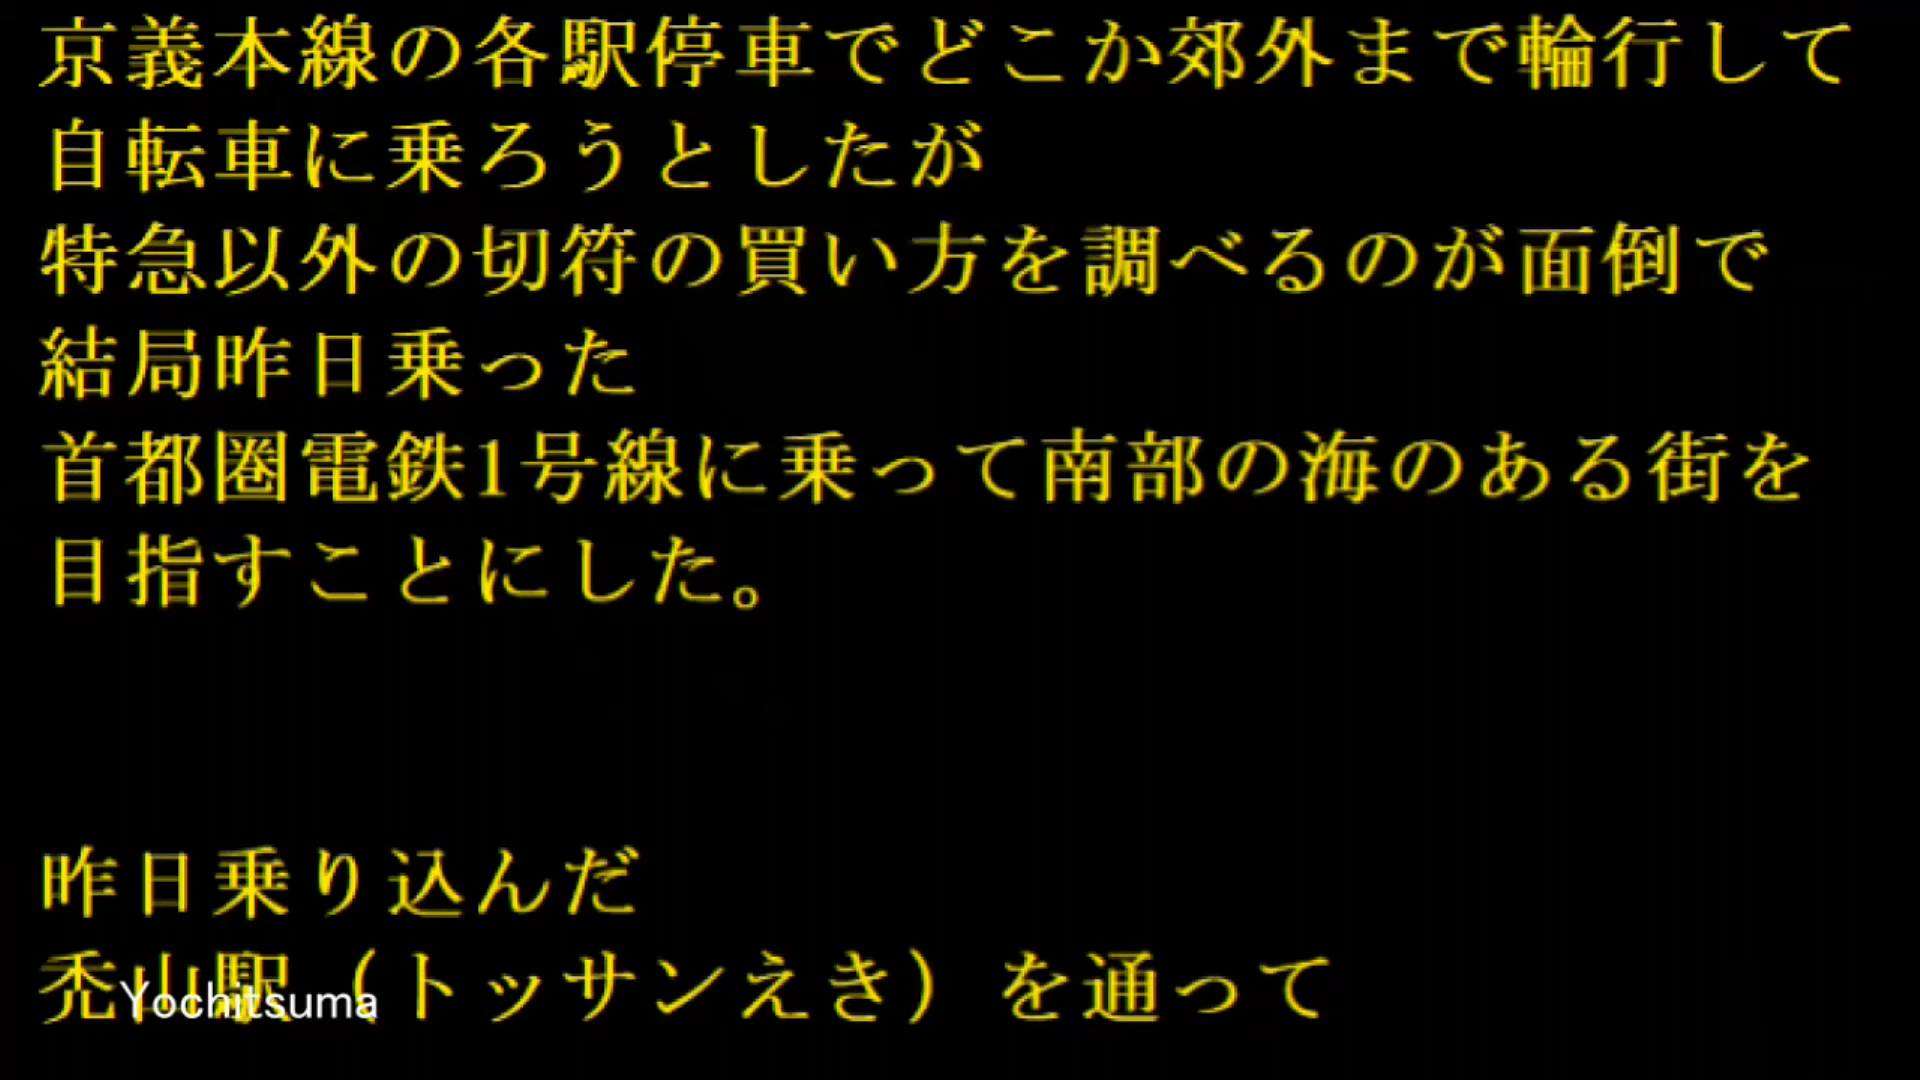 京義本線の各駅停車でどこか郊外まで輪行して
自転車に乗ろうとしたが
特急以外の切符の買い方を調べるのが面倒で
結局昨日乗った
首都圏電鉄1号線に乗って南部の海のある街を
目指すことにした。
昨日乗り込んだ
禿山駅（トッサンえき）を通って
Yochitsuma